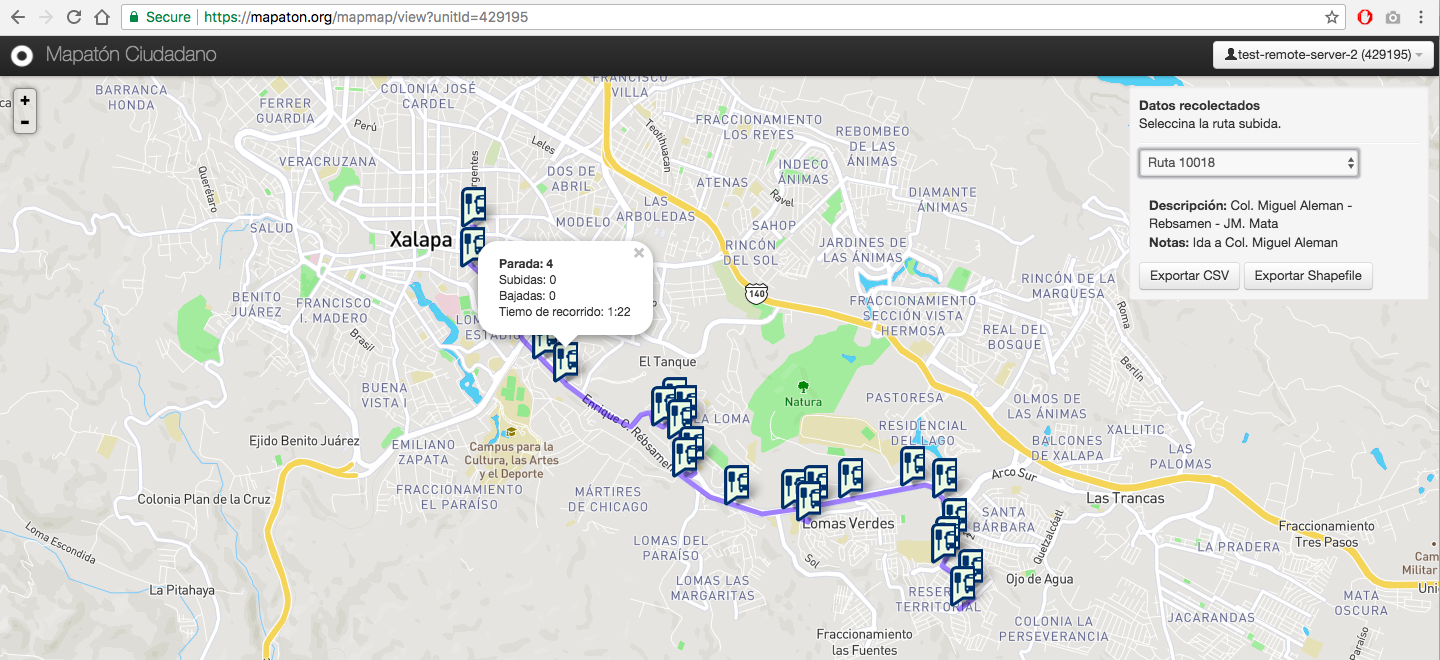 Secure
https://mapaton.org/mapmap/view?unitId=429195
Mapatón Ciudadano
test-remote-server-2 (429195)
+
-
Datos recolectados
Seleccina la ruta subida.
Ruta 10018
Descripción: Col. Miguel Aleman -
Rebsamen - JM. Mata
Notas: Ida a Col. Miguel Aleman
Exportar CSV
Exportar Shapefile
Parada: 4
Subidas: 0
Bajadas: 0
Tiemo de recorrido: 1:22
×
BARRANCA
HONDA
FERRER
GUARDIA
COLONIA JOSÉ
CARDEL
FRANCISCO
VILLA
Perú
Leles
Teotihuacan
FRACCIONAMIENTO
LOS REYES
REBOMBEO
DE LAS
ÁNIMAS
VERACRUZANA
Querétaro
DOS DE
ABRIL
ATENAS
INDECO
ÁNIMAS
Ravel
DIAMANTE
ÁNIMAS
LAS
ARBOLEDAS
MODELO
SAHOP
SALUD
Xalapa
RINCÓN
DEL SOL
JARDINES DE
LAS ÁNIMAS
140
RINCÓN DE LA
MARQUESA
BENITO
JUÁREZ
FRANCISCO
I. MADERO
FRACCIONAMIENTO
SECCIÓN VISTA
HERMOSA
REAL DEL
BOSQUE
Roma
Berlín
Brasil
El Tanque
BUENA
VISTA I
Natura
PASTORESA
OLMOS DE
LAS ÁNIMAS
Enrique C. Rébsamen
LA LOMA
RESIDENCIAL
DEL LAGO
XALLITIC
Ejido Benito Juárez
EMILIANO
ZAPATA
Campus para la
Cultura, las Artes
y el Deporte
BALCONES
DE XALAPA
LAS
PALOMAS
Arco Sur
Colonia Plan de la Cruz
FRACCIONAMIENTO
EL PARAÍSO
MÁRTIRES
DE CHICAGO
Las Trancas
Loma Escondida
Lomas Verdes
SANTA
BÁRBARA
Quetzalcóatl
Fraccionamiento
Tres Pasos
LOMAS DEL
PARAÍSO
Sol
LA PRADERA
Cam
Militar
La Pitahaya
LOMAS LAS
MARGARITAS
Ojo de Agua
RESER
TERRITORIAL
MATA
OSCURA
COLONIA LA
PERSEVERANCIA
JACARANDAS
Fraccionamiento
las Fuentes
Paraíso